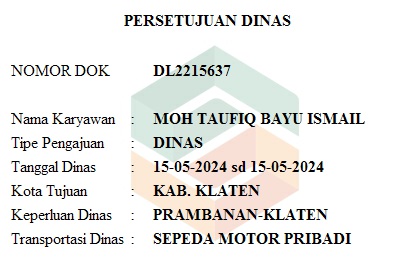 PERSETUJUAN DINAS
NOMOR DOK DL2215637
Nama Karyawan : MOH TAUFIQ BAYU ISMAIL
Tipe Pengajuan : DINAS
Tanggal Dinas : 15-05-2024 sd 15-05-2024
Kota Tujuan : KAB. KLATEN
Keperluan Dinas : PRAMBANAN-KLATEN
Transportasi Dinas : SEPEDA MOTOR PRIBADI